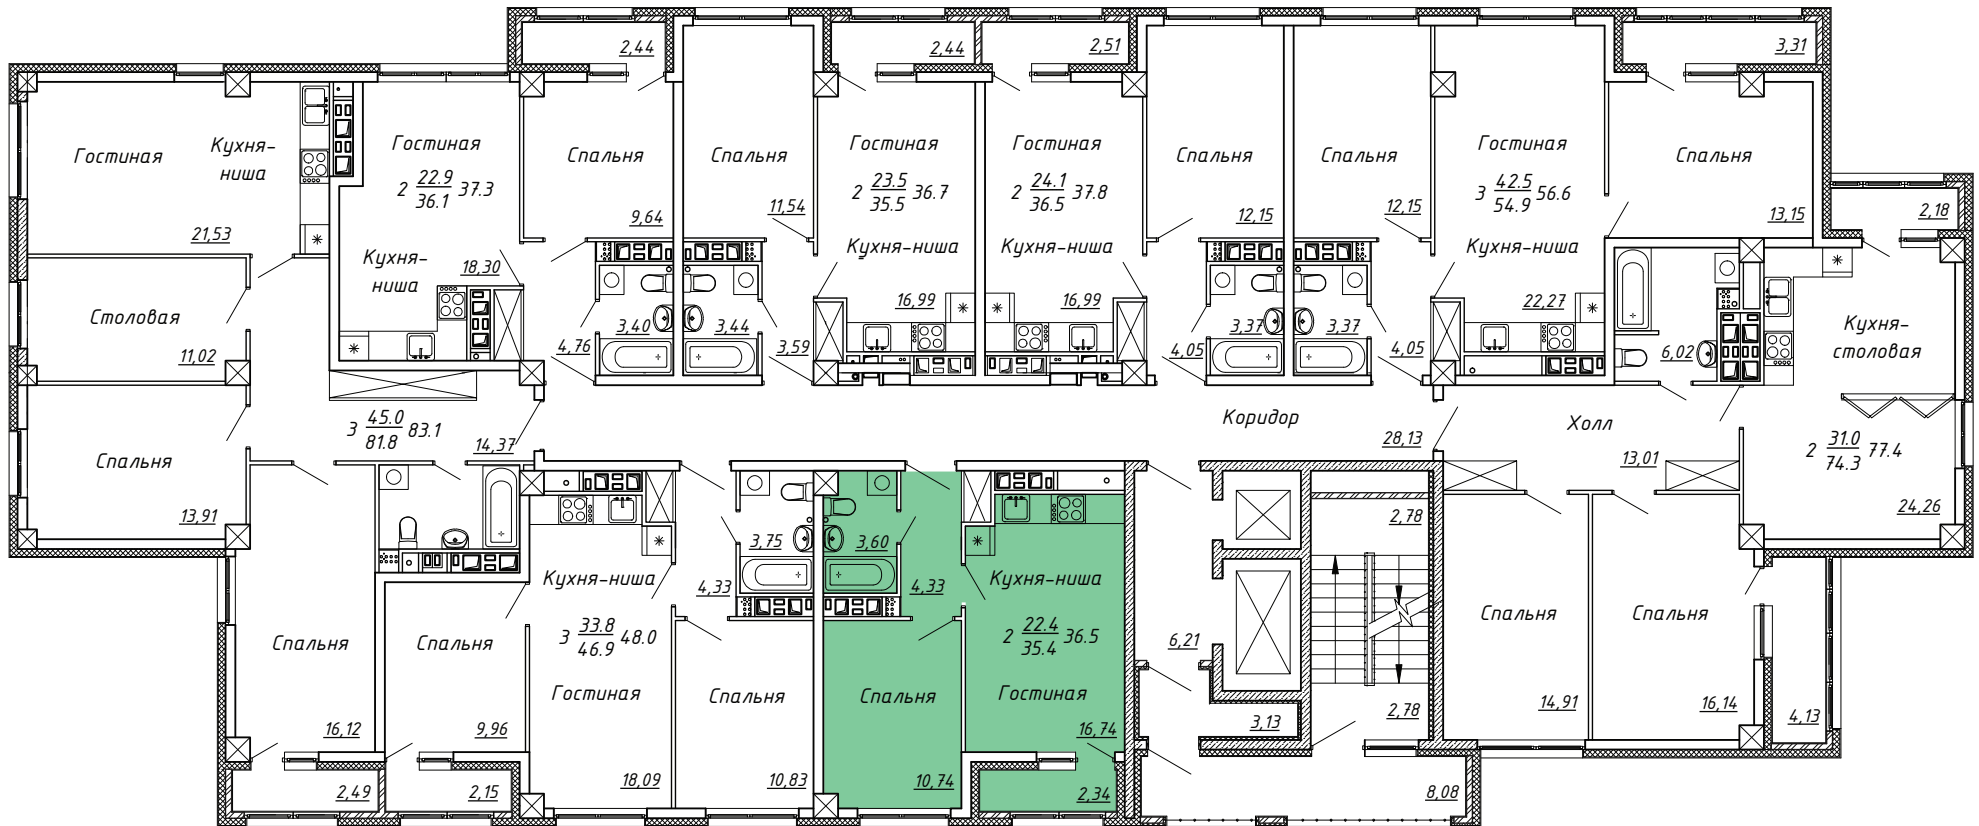 2,44
2,44
2,51
3,31
Гостиная
Кухня-
ниша
21,53
Гостиная
2 22.9 37.3
36.1
Кухня-
ниша
18,30
Спальня
9,64
Спальня
11,54
Гостиная
2 23.5 36.7
35.5
Кухня-ниша
16,99
Гостиная
2 24.1 37.8
36.5
Кухня-ниша
16,99
Спальня
12,15
Спальня
12,15
Гостиная
3 42.5 56.6
54.9
Кухня-ниша
22,27
Спальня
13,15
2,18
Столовая
11,02
3,40
4,76
3,44
3,59
3,37
4,05
3,37
4,05
6,02
Кухня-
столовая
3 45.0 83.1
81.8
14,37
Коридор
28,13
Холл
13,01
2 31.0 77.4
74.3
24,26
Спальня
13,91
3,75
4,33
3,60
4,33
2,78
Спальня
16,12
Спальня
9,96
Кухня-ниша
3 33.8 48.0
46.9
Гостиная
18,09
Спальня
10,83
Спальня
10,74
Кухня-ниша
2 22.4 36.5
35.4
Гостиная
16,74
6,21
3,13
2,78
Спальня
14,91
Спальня
16,14
4,13
2,49
2,15
2,34
8,08